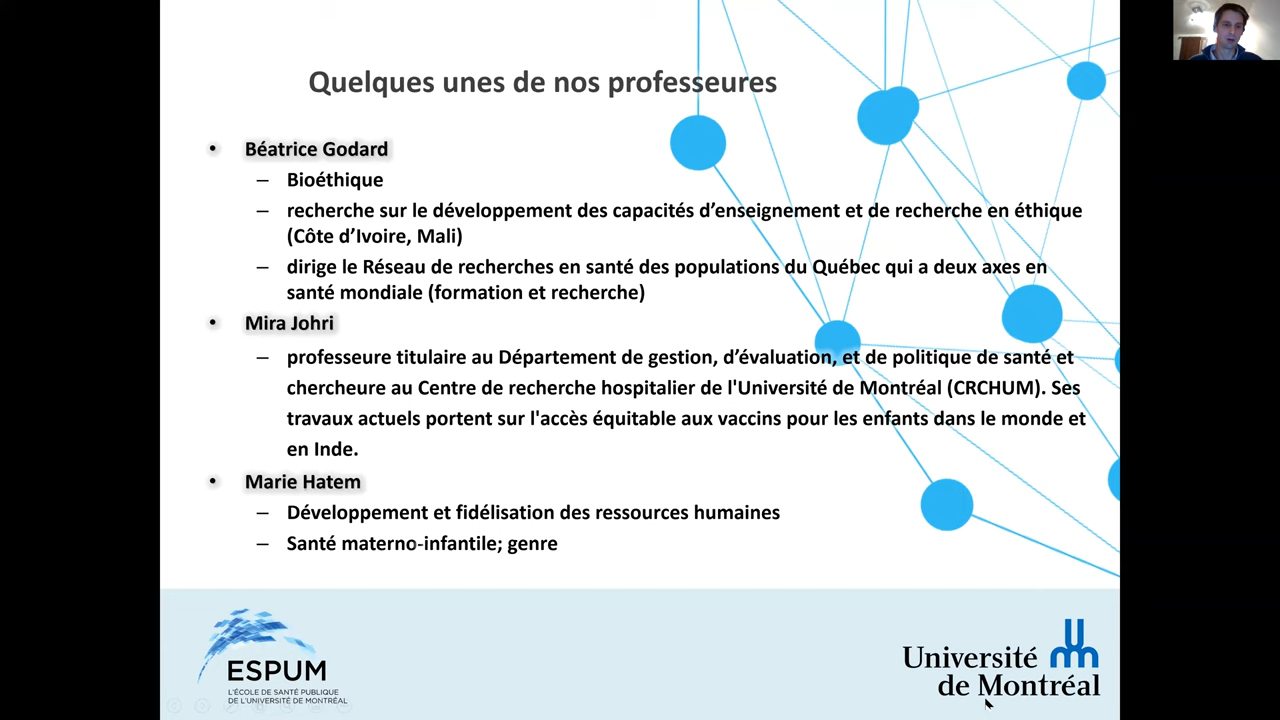 Quelques unes de nos professeures
• Béatrice Godard
– Bioéthique
– recherche sur le développement des capacités d’enseignement et de recherche en éthique
(Côte d’Ivoire, Mali)
– dirige le Réseau de recherches en santé des populations du Québec qui a deux axes en
santé mondiale (formation et recherche)
• Mira Johri
– professeure titulaire au Département de gestion, d’évaluation, et de politique de santé et
chercheure au Centre de recherche hospitalier de l'Université de Montréal (CRCHUM). Ses
travaux actuels portent sur l'accès équitable aux vaccins pour les enfants dans le monde et
en Inde.
• Marie Hatem
– Développement et fidélisation des ressources humaines
– Santé materno-infantile; genre
ESPUM
L'ÉCOLE DE SANTÉ PUBLIQUE
DE L'UNIVERSITÉ DE MONTRÉAL
Université
de Montréal